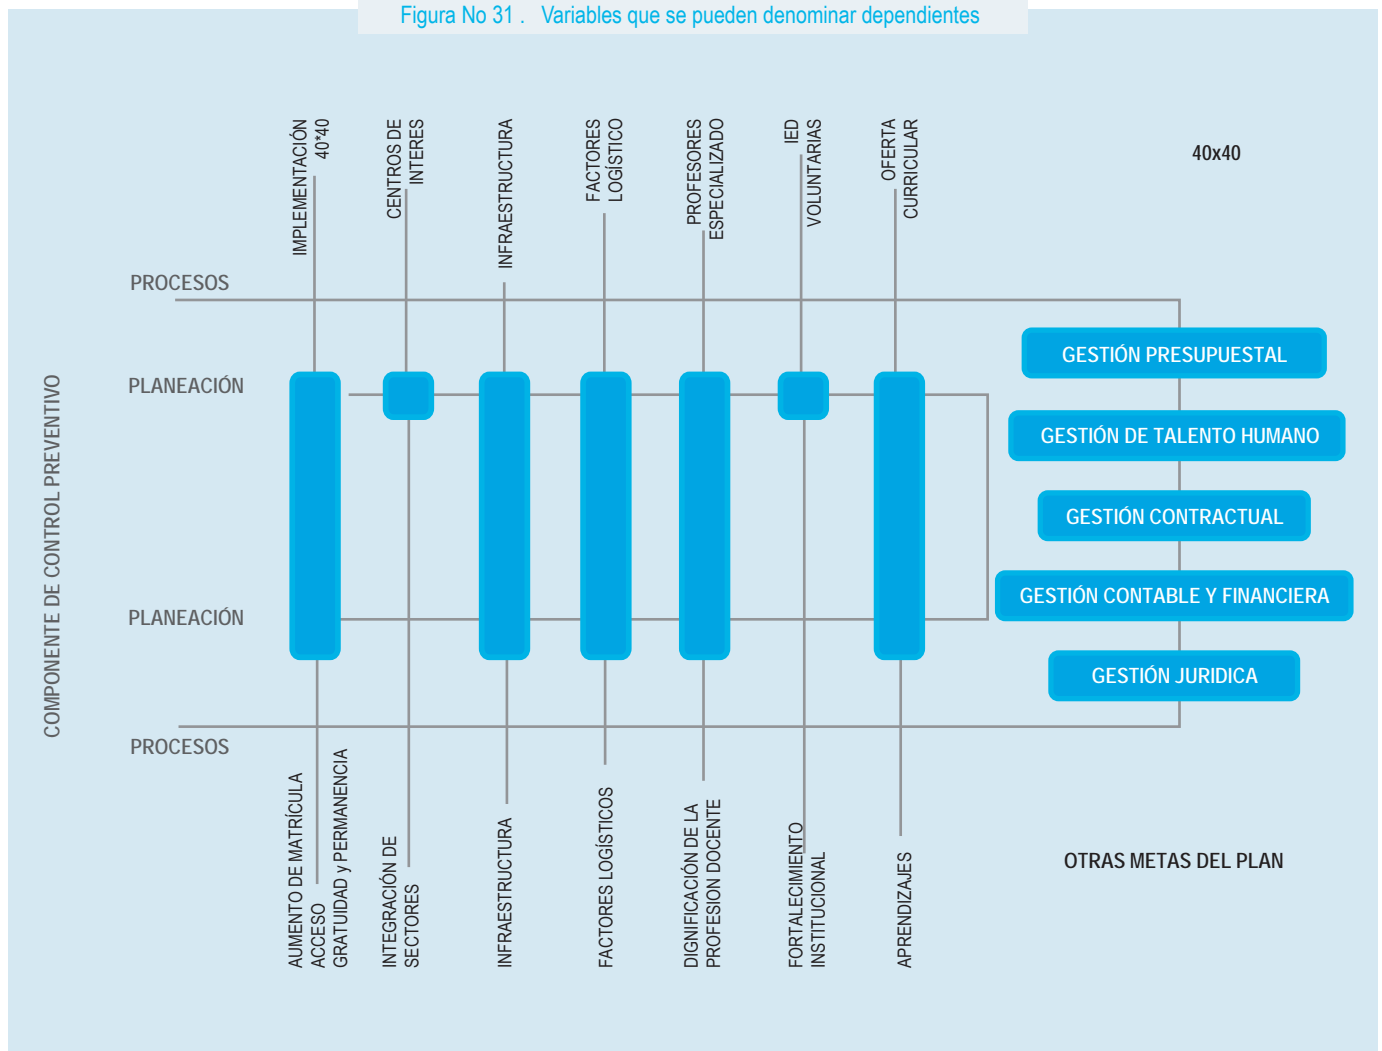 Figura No 31 . Variables que se pueden denominar dependientes
IMPLEMENTACIÓN
40*40
CENTROS DE
INTERES
INFRAESTRUCTURA
FACTORES
LOGÍSTICO
PROFESORES
ESPECIALIZADO
IED
VOLUNTARIAS
OFERTA
CURRICULAR
40x40
PROCESOS
PLANEACIÓN
COMPONENTE DE CONTROL PREVENTIVO
PLANEACIÓN
PROCESOS
GESTIÓN PRESUPUESTAL
GESTIÓN DE TALENTO HUMANO
GESTIÓN CONTRACTUAL
GESTIÓN CONTABLE Y FINANCIERA
GESTIÓN JURIDICA
AUMENTO DE MATRÍCULA
ACCESO
GRATUIDAD y PERMANENCIA
INTEGRACIÓN DE
SECTORES
INFRAESTRUCTURA
FACTORES LOGÍSTICOS
DIGNIFICACIÓN DE LA
PROFESION DOCENTE
FORTALECIMIENTO
INSTITUCIONAL
APRENDIZAJES
OTRAS METAS DEL PLAN